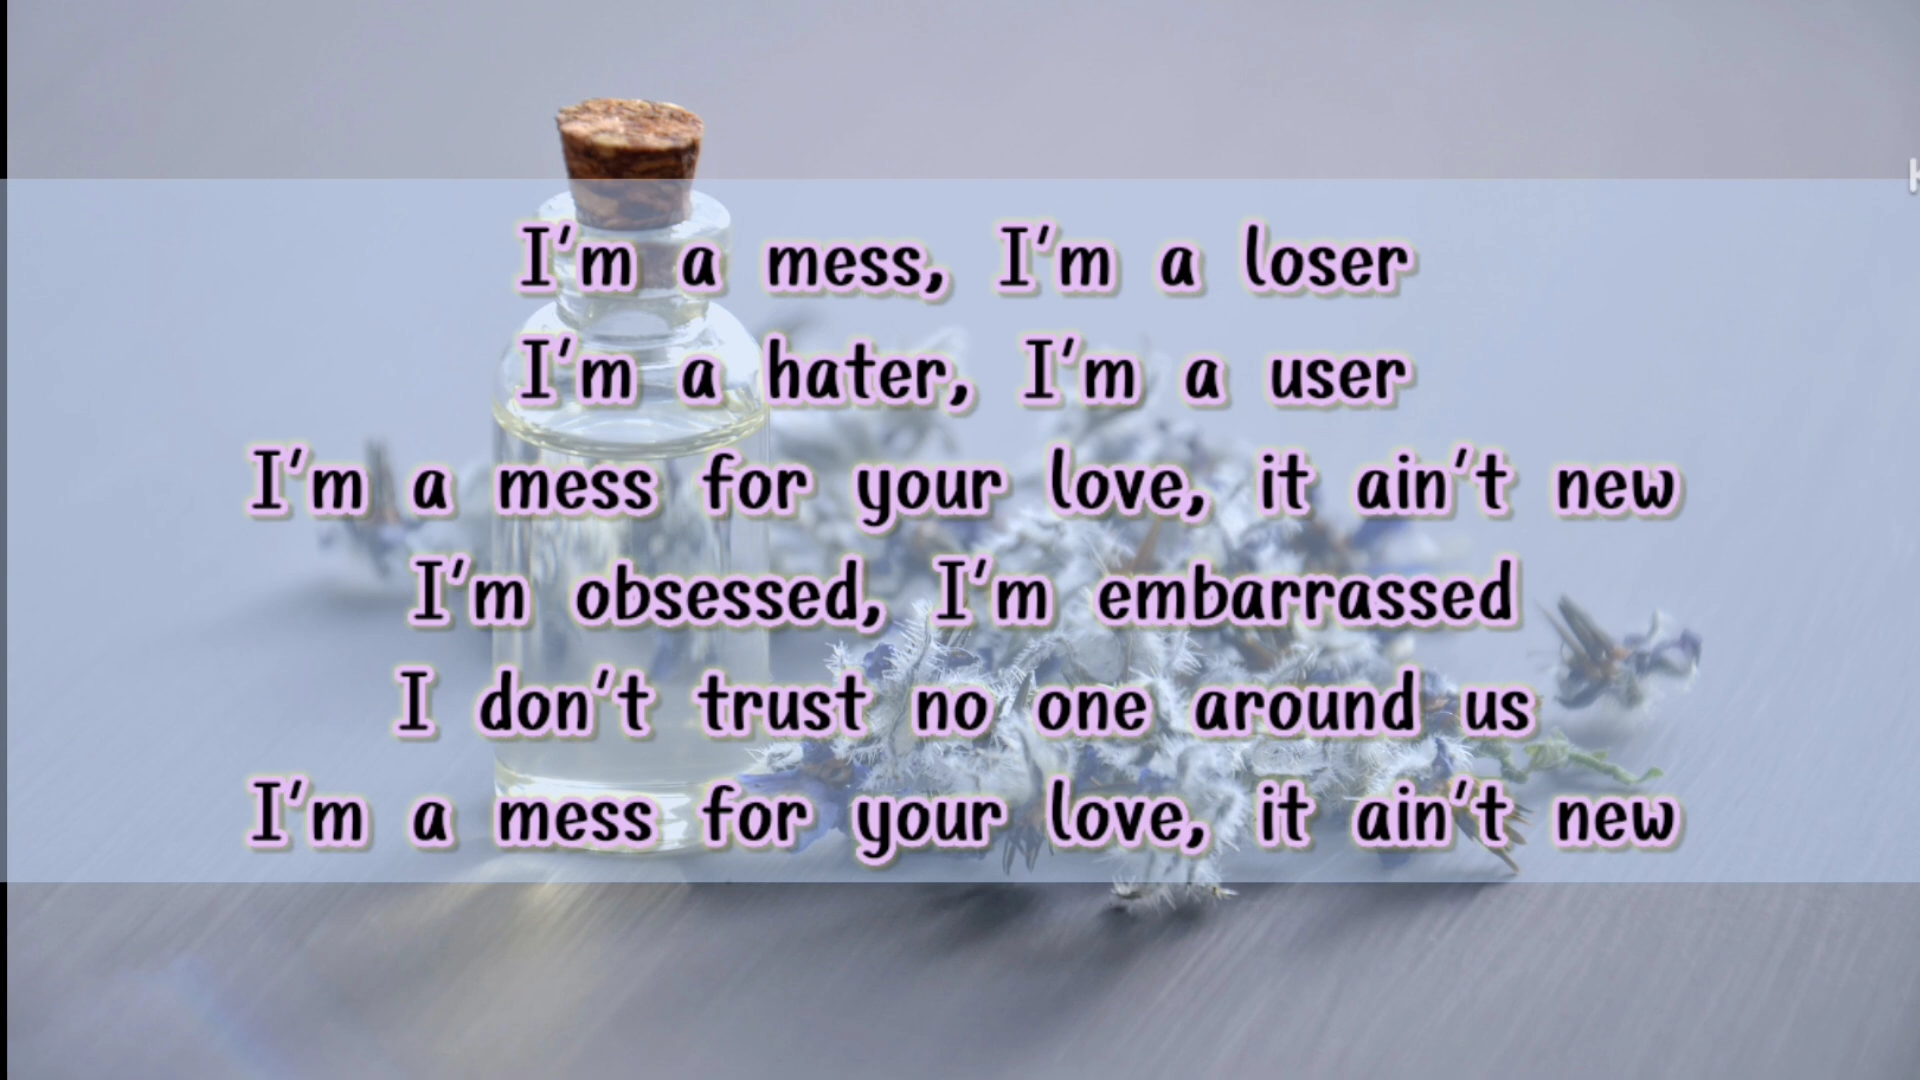 I'm a mess, I'm a loser
I'm a hater, I'm a user
I'm a mess for your love, it ain't new
I'm obsessed, I'm embarrassed
I don't trust no one around us
I'm a mess for your love, it ain't new